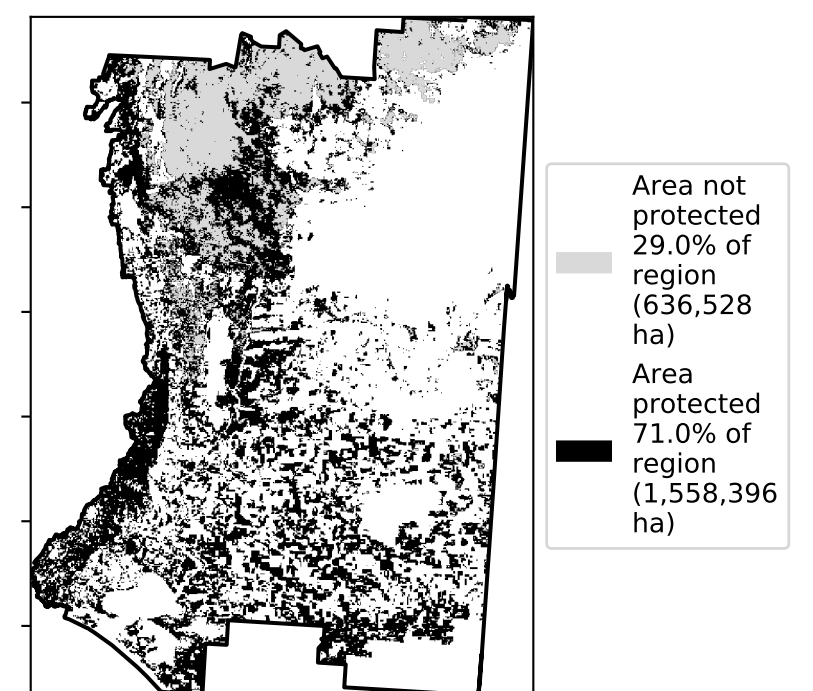 Area not
protected
29.0% of
region
(636,528
ha)
Area
protected
71.0% of
region
(1,558,396
ha)